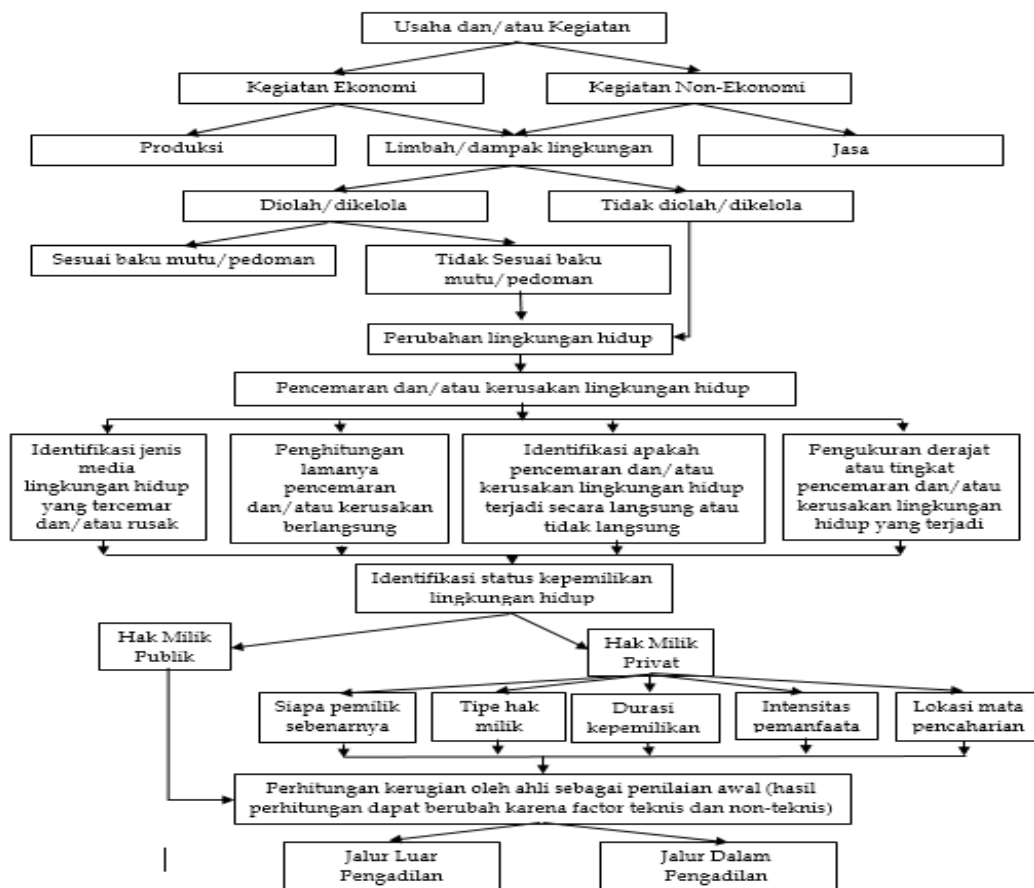 Usaha dan/atau Kegiatan
Kegiatan Ekonomi
Kegiatan Non-Ekonomi
Produksi
Limbah/dampak lingkungan
Jasa
Diolah/dikelola
Tidak diolah/dikelola
Sesuai baku mutu/pedoman
Tidak Sesuai baku
mutu/pedoman
Perubahan lingkungan hidup
Pencemaran dan/atau kerusakan lingkungan hidup
Identifikasi jenis
media
lingkungan hidup
yang tercemar
dan/atau rusak
Penghitungan
lamanya
pencemaran
dan/atau kerusakan
berlangsung
Identifikasi apakah
pencemaran dan/atau
kerusakan lingkungan hidup
terjadi secara langsung atau
tidak langsung
Pengukuran derajat
atau tingkat
pencemaran dan/atau
kerusakan lingkungan
hidup yang terjadi
Identifikasi status kepemilikan
lingkungan hidup
Hak Milik
Publik
Hak Milik
Privat
Siapa pemilik
sebenarnya
Tipe hak
milik
Durasi
kepemilikan
Intensitas
pemanfaata
Lokasi mata
pencaharian
Perhitungan kerugian oleh ahli sebagai penilaian awal (hasil
perhitungan dapat berubah karena factor teknis dan non-teknis)
Jalur Luar
Pengadilan
Jalur Dalam
Pengadilan